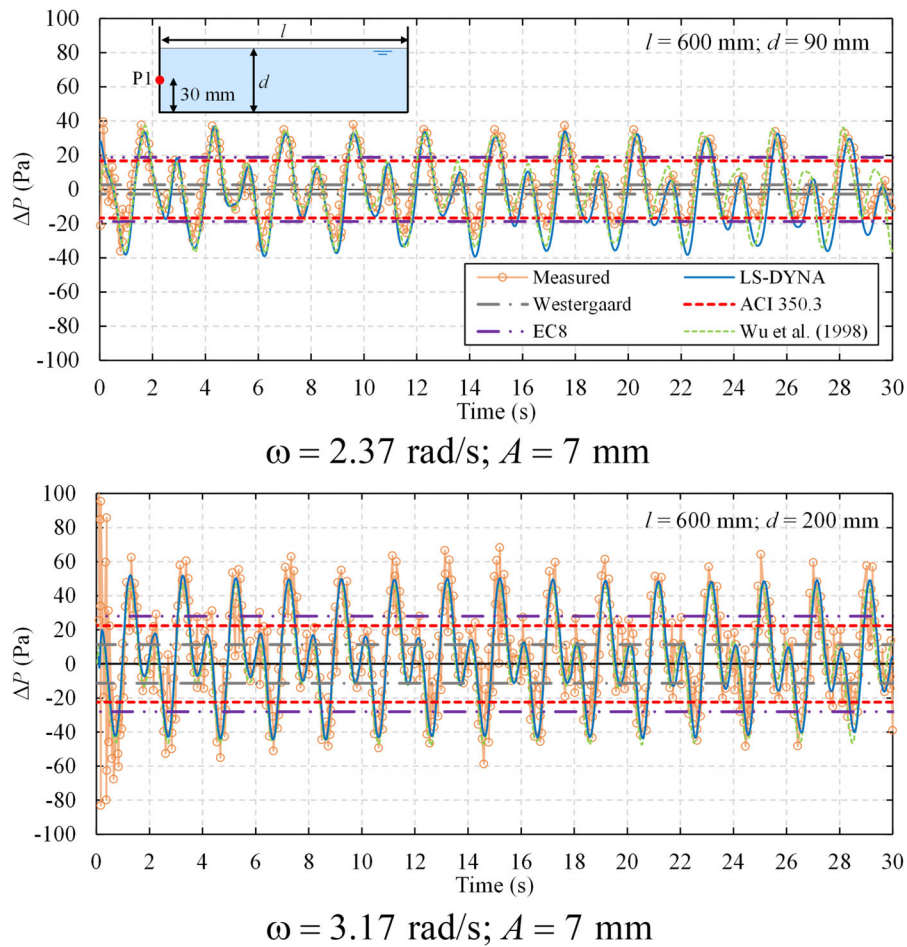 l = 600 mm; d = 90 mm
l
P1
d
30 mm
ΔP (Pa)
100
80
60
40
20
0
-20
-40
-60
-80
-100
Measured
LS-DYNA
Westergaard
ACI 350.3
EC8
Wu et al. (1998)
0 2 4 6 8 10 12 14 16 18 20 22 24 26 28 30
Time (s)
ω = 2.37 rad/s; A = 7 mm
l = 600 mm; d = 200 mm
ΔP (Pa)
100
80
60
40
20
0
-20
-40
-60
-80
-100
0 2 4 6 8 10 12 14 16 18 20 22 24 26 28 30
Time (s)
ω = 3.17 rad/s; A = 7 mm